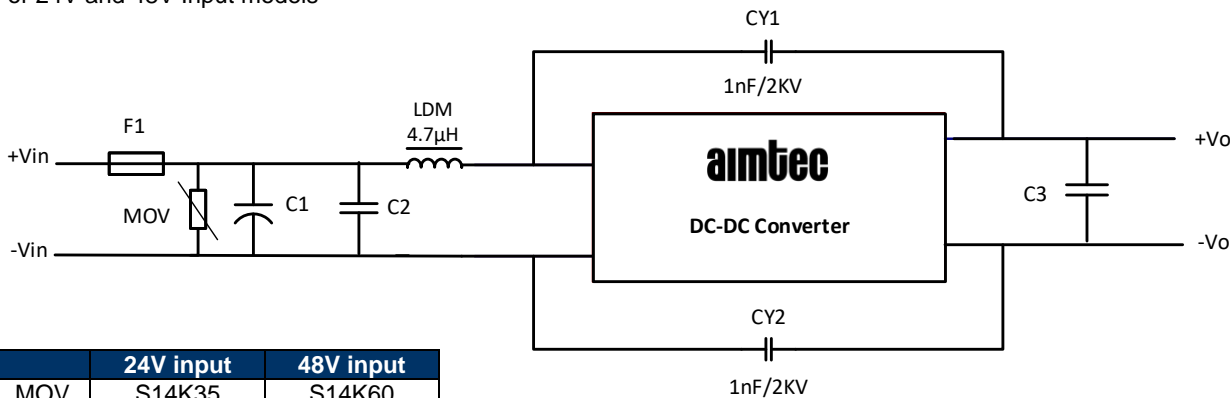 24V and 48V input models
CY1
1nF/2KV
LDM
4.7µH
F1
+Vin
MOV
C1
C2
-Vin
aimtec
DC-DC Converter
+Vo
C3
-Vo
CY2
1nF/2KV
24V input 48V input
MOV S14K35 S14K60